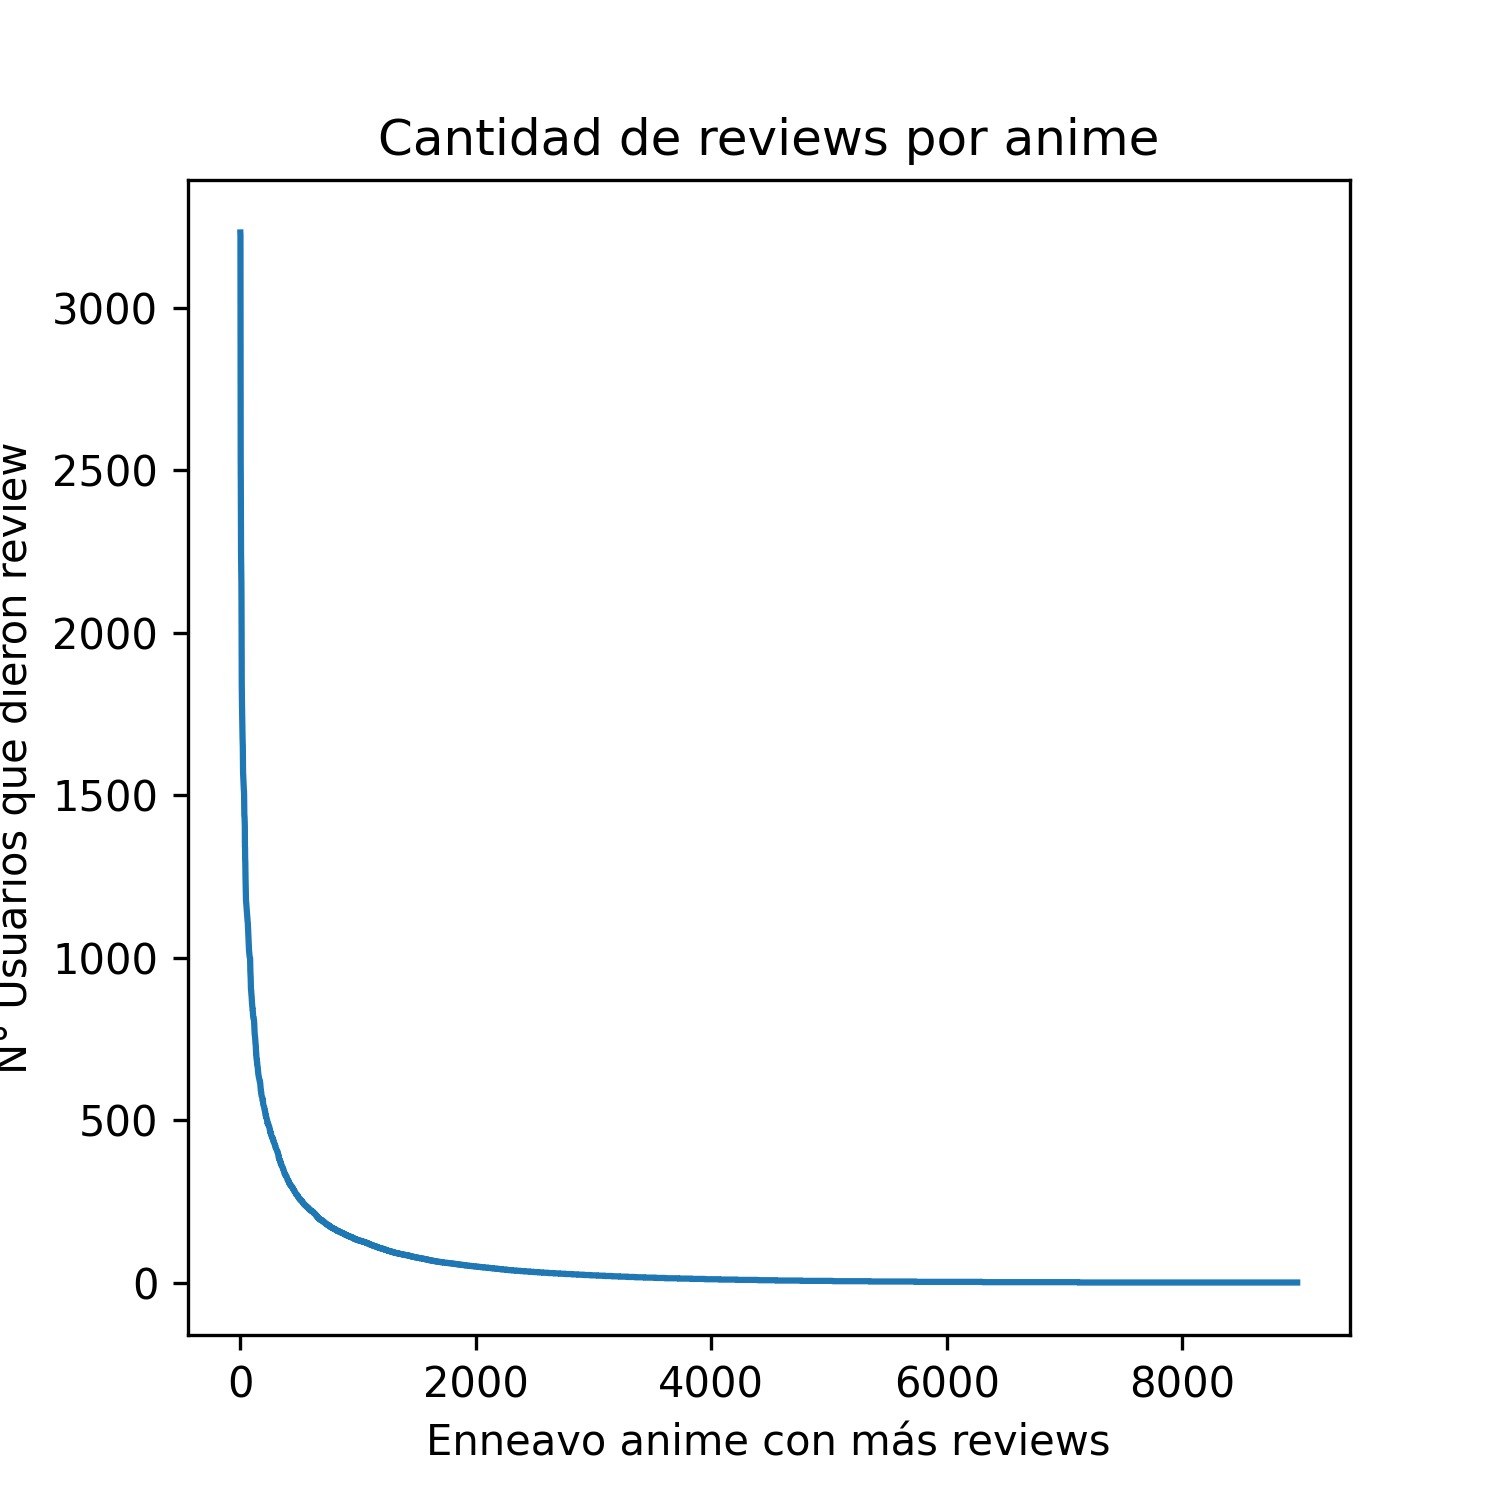 Cantidad de reviews por anime
N° Usuarios que dieron review
3000
2500
2000
1500
1000
500
0
0 2000 4000 6000 8000
Enneavo anime con más reviews